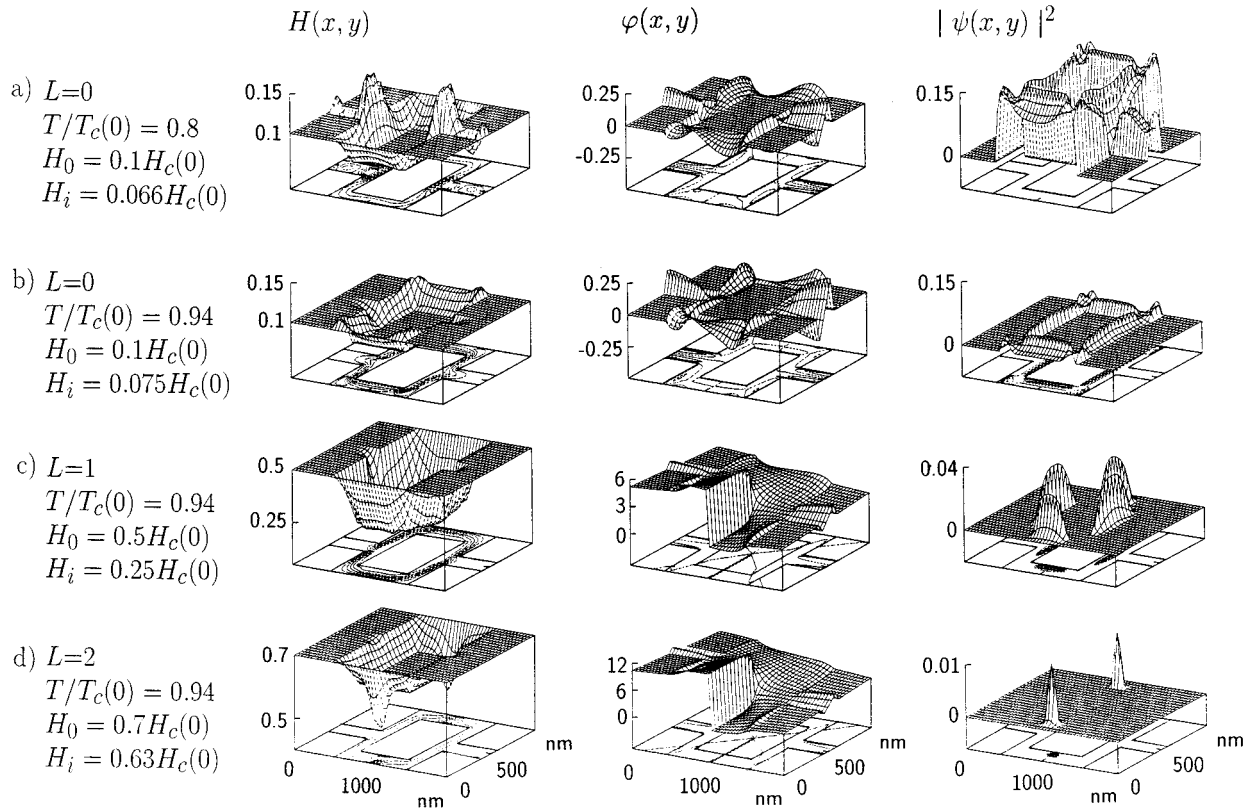 H(x, y) φ(x, y) | ψ(x, y) |²
a) L=0
T/T_c(0) = 0.8
H_0 = 0.1H_c(0)
H_i = 0.066H_c(0)
0.15
0.1
0.25
0
-0.25
0.15
0
b) L=0
T/T_c(0) = 0.94
H_0 = 0.1H_c(0)
H_i = 0.075H_c(0)
0.15
0.1
0.25
0
-0.25
0.15
0
c) L=1
T/T_c(0) = 0.94
H_0 = 0.5H_c(0)
H_i = 0.25H_c(0)
0.5
0.25
6
3
0
0.04
0
d) L=2
T/T_c(0) = 0.94
H_0 = 0.7H_c(0)
H_i = 0.63H_c(0)
0.7
0.5
0 1000 nm
0 500 nm
12
6
0
0 1000 nm
0 500 nm
0.01
0
0 1000 nm
0 500 nm